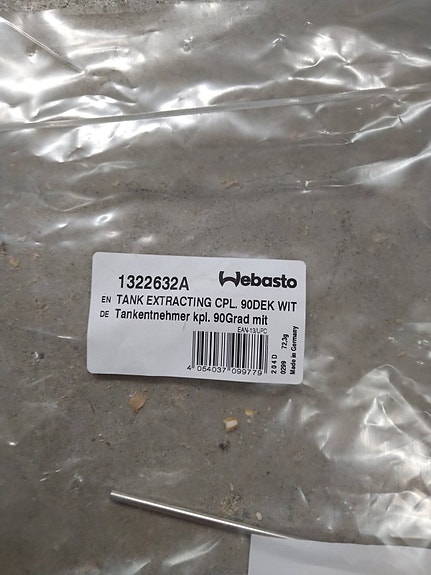 1322632A Webasto
EN TANK EXTRACTING CPL. 90DEK WIT
DE Tankentnehmer kpl. 90Grad mit
EAN-13/UPC
4 054037 099779
204D
0299 72,3g
Made in Germany